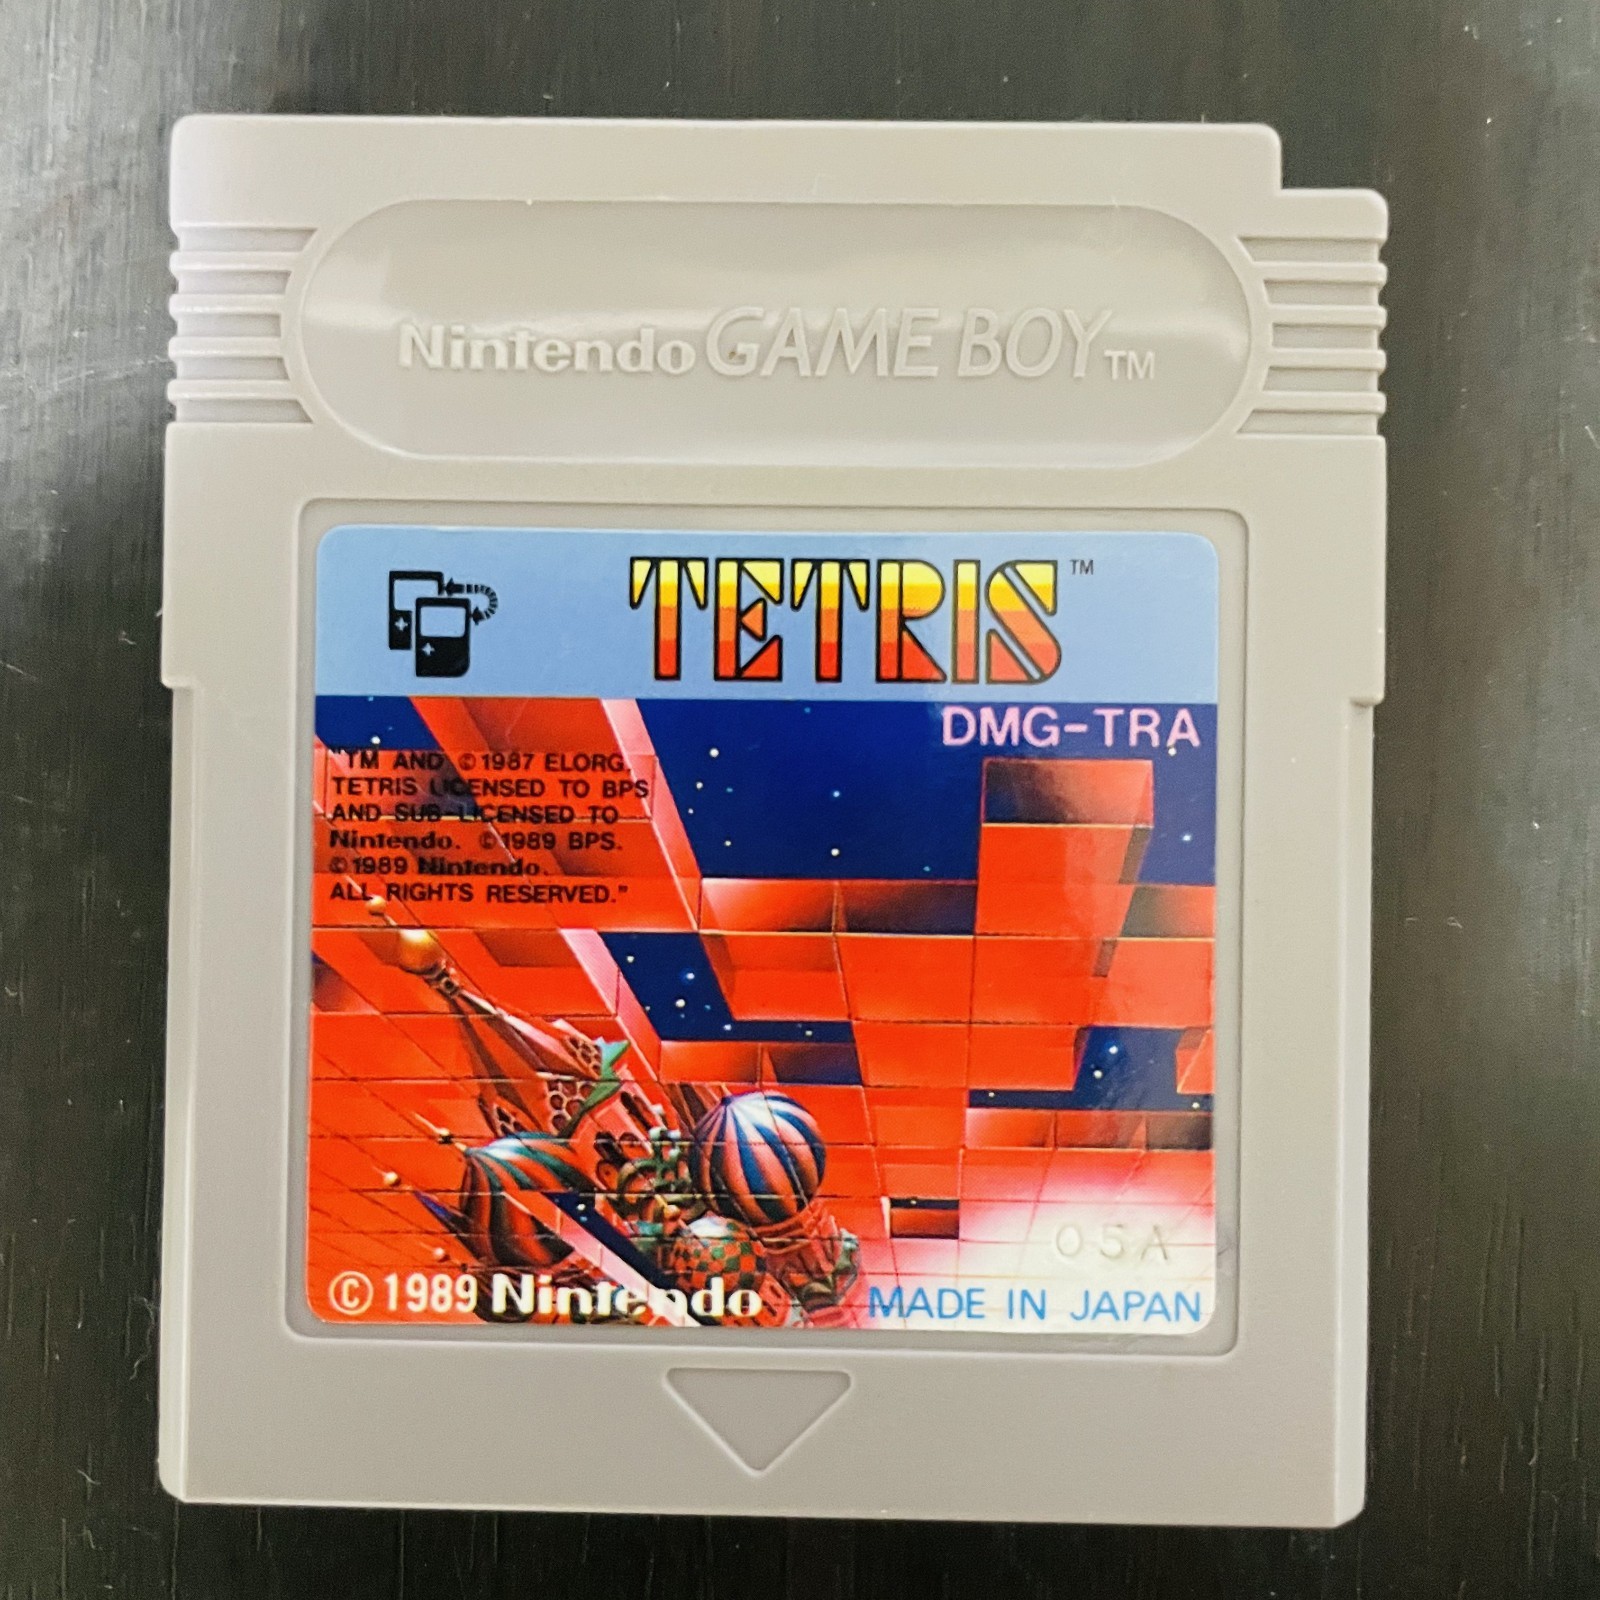 Nintendo GAME BOY TM
TETRIS TM
DMG-TRA
"TM AND ©1987 ELORG.
TETRIS LICENSED TO BPS
AND SUB-LICENSED TO
Nintendo. ©1989 BPS.
©1989 Nintendo.
ALL RIGHTS RESERVED."
05A
© 1989 Nintendo
MADE IN JAPAN